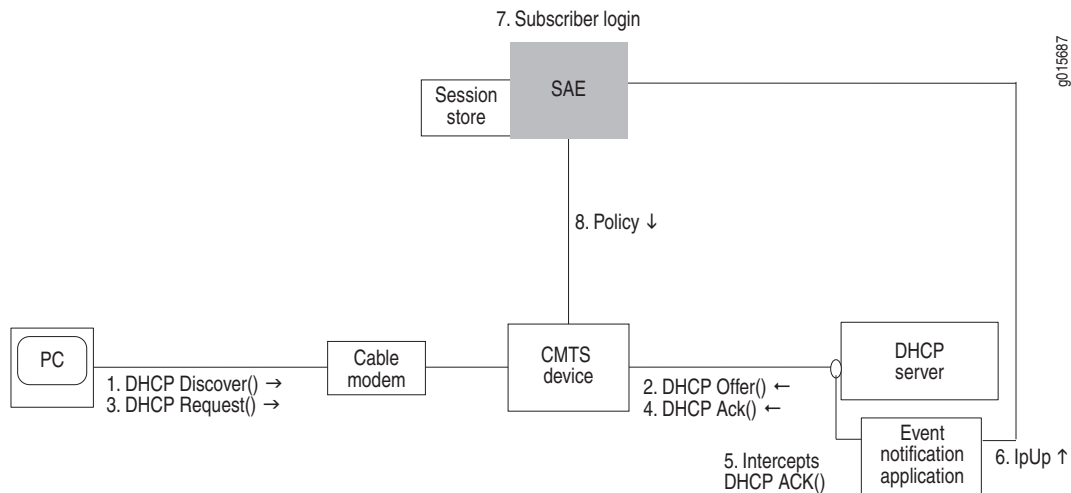 7. Subscriber login
g015687
Session
store
SAE
8. Policy ↓
PC
Cable
modem
CMTS
device
DHCP
server
1. DHCP Discover() →
3. DHCP Request() →
2. DHCP Offer() ←
4. DHCP Ack() ←
5. Intercepts
DHCP ACK()
Event
notification
application
6. IpUp ↑